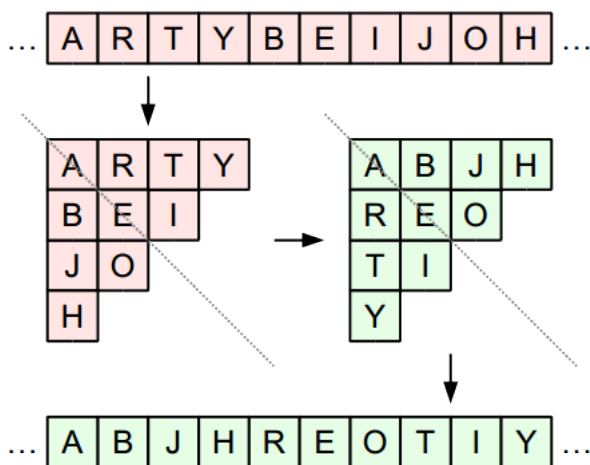 ... A R T Y B E I J O H ...
A R T Y
B E I
J O
H
A B J H
R E O
T I
Y
... A B J H R E O T I Y ...